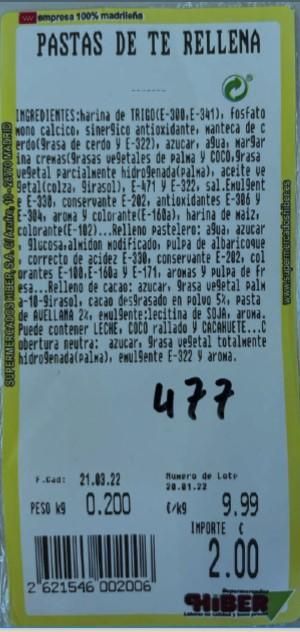 empresa 100% madrileña
PASTAS DE TE RELLENA
------
INGREDIENTES:harina de TRIGO(E-300,E-341), fosfato
mono calcico, sinergico antioxidante, manteca de c
erdo(grasa de cerdo y E-322), azucar, agua, margar
ina cremas(grasas vegetales de palma y COCO,grasa
vegetal parcialmente hidrogenada(palma), aceite ve
getal(colza, girasol), E-471 y E-322, sal.Emulgent
e E-330, conservante E-202, antioxidantes E-306 y
E-304, aroma y colorante (E-160a), harina de maiz,
colorante(E-102)...Relleno pastelero: agua, azucar
, glucosa,almidon modificado, pulpa de albaricoque
, correcto de acidez E-330, conservante E-202, col
orantes E-100,E-160a y E-171, aromas y pulpa de fr
esa...Relleno de cacao: azucar, grasa vegetal palm
a-10-girasol, cacao desgrasado en polvo 5%, pasta
de AVELLANA 2%, emulgente:lecitina de SOJA, aroma.
Puede contener LECHE, COCO rallado y CACAHUETE...C
obertura neutra: azucar, grasa vegetal totalmente
hidrogenada(palma), emulgente E-322 y aroma.
477
F.Cad: 21.03.22
Numero de Lote
20.01.22
PESO kg 0.200
€/kg 9.99
IMPORTE €
2.00
2 621546 002006
Supermercados
HIBER
SUPERMERCADOS HIBER S.A.
MADRID
www.supermercadoshiber.es